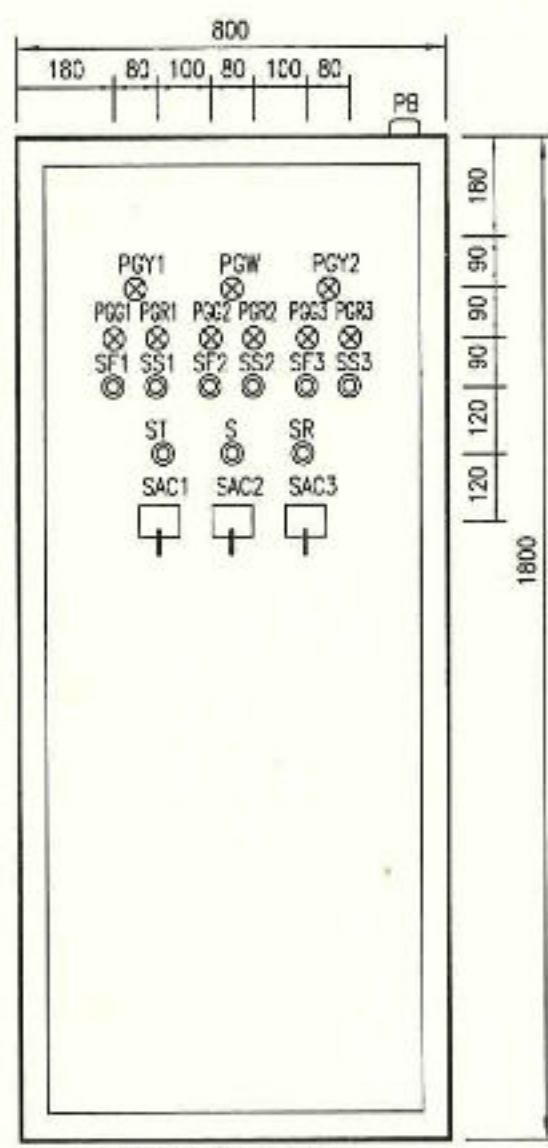 800
180 80 100 80 100 80
PB
180
PGY1 PGW PGY2
90
PGG1 PGR1 PGG2 PGR2 PGG3 PGR3
90
SF1 SS1 SF2 SS2 SF3 SS3
90
ST S SR
120
SAC1 SAC2 SAC3
120
1800